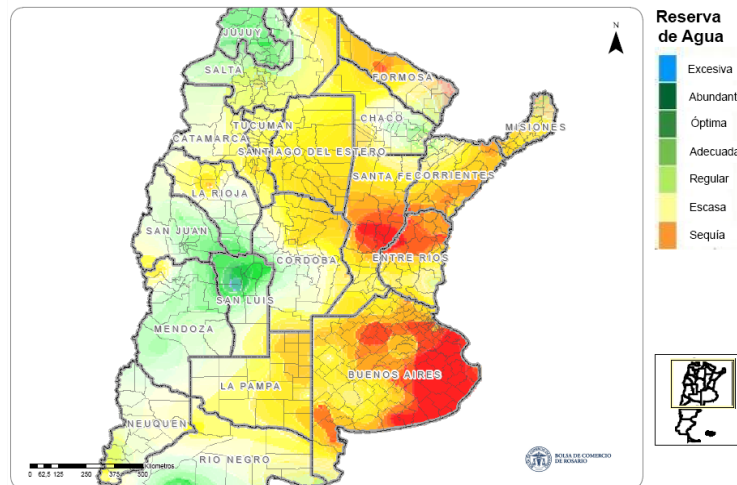 Reserva
de Agua
Excesiva
Abundant
Óptima
Adecuada
Regular
Escasa
Sequía
N
JUJUY
SALTA
FORMOSA
CHACO
TUCUMAN
CATAMARCA
SANTIAGO DEL ESTERO
MISIONES
SANTA FE
CORRIENTES
LA RIOJA
SAN JUAN
CORDOBA
ENTRE RIOS
SAN LUIS
MENDOZA
BUENOS AIRES
LA PAMPA
NEUQUEN
RIO NEGRO
Kilometros
0 62,5 125 250 375 500
BOLSA DE COMERCIO
DE ROSARIO